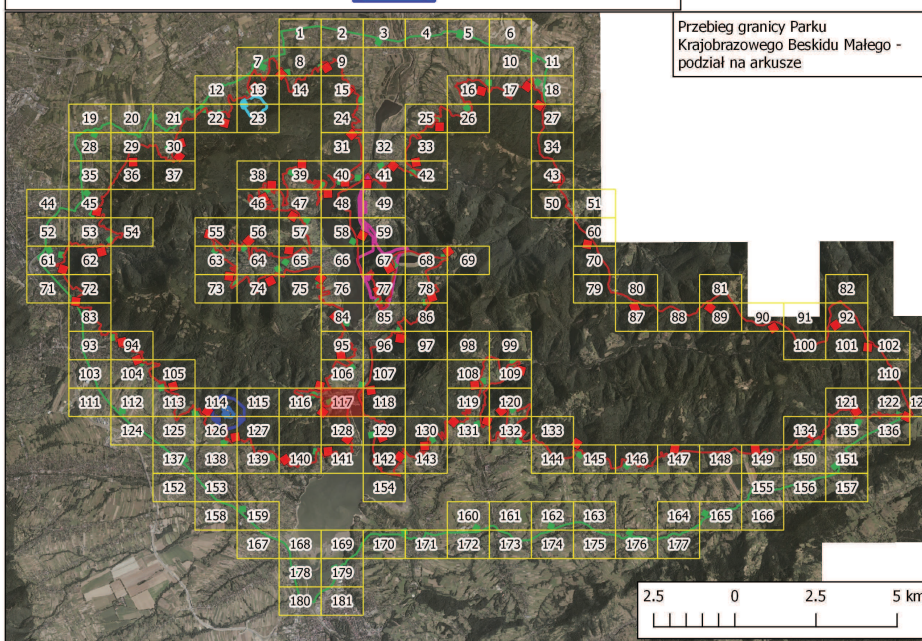 Przebieg granicy Parku
Krajobrazowego Beskidu Małego -
podział na arkusze
1 2 3 4 5 6
7 8 9 10 11
12 13 14 15 16 17 18
19 20 21 22 23 24 25 26 27
28 29 30 31 32 33 34
35 36 37 38 39 40 41 42 43
44 45 46 47 48 49 50 51
52 53 54 55 56 57 58 59 60
61 62 63 64 65 66 67 68 69 70
71 72 73 74 75 76 77 78 79 80 81 82
83 84 85 86 87 88 89 90 91 92
93 94 95 96 97 98 99 100 101 102
103 104 105 106 107 108 109 110
111 112 113 114 115 116 117 118 119 120 121 122 12
124 125 126 127 128 129 130 131 132 133 134 135 136
137 138 139 140 141 142 143 144 145 146 147 148 149 150 151
152 153 154 155 156 157
158 159 160 161 162 163 164 165 166
167 168 169 170 171 172 173 174 175 176 177
178 179
180 181
2.5 0 2.5 5 km